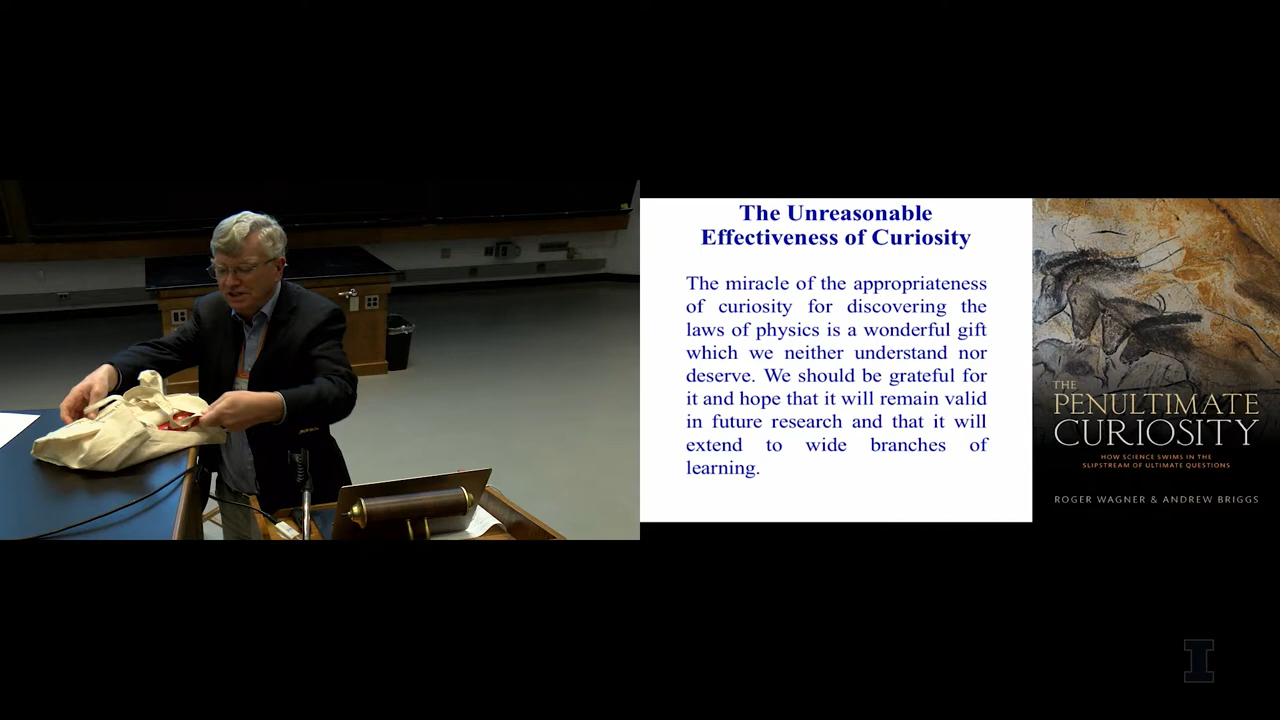 The Unreasonable
Effectiveness of Curiosity
The miracle of the appropriateness
of curiosity for discovering the
laws of physics is a wonderful gift
which we neither understand nor
deserve. We should be grateful for
it and hope that it will remain valid
in future research and that it will
extend to wide branches of
learning.
THE
PENULTIMATE
CURIOSITY
HOW SCIENCE SWIMS IN THE
SLIPSTREAM OF ULTIMATE QUESTIONS
ROGER WAGNER & ANDREW BRIGGS
I